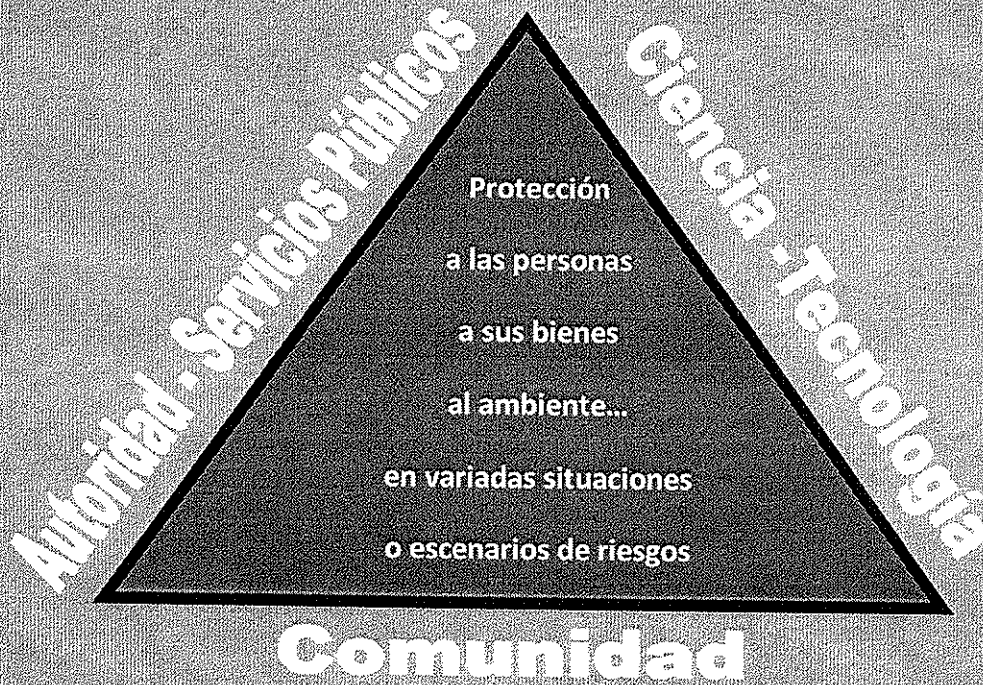 Autoridad - Servicios Públicos
Ciencia -Tecnología
Protección
a las personas
a sus bienes
al ambiente...
en variadas situaciones
o escenarios de riesgos
Comunidad